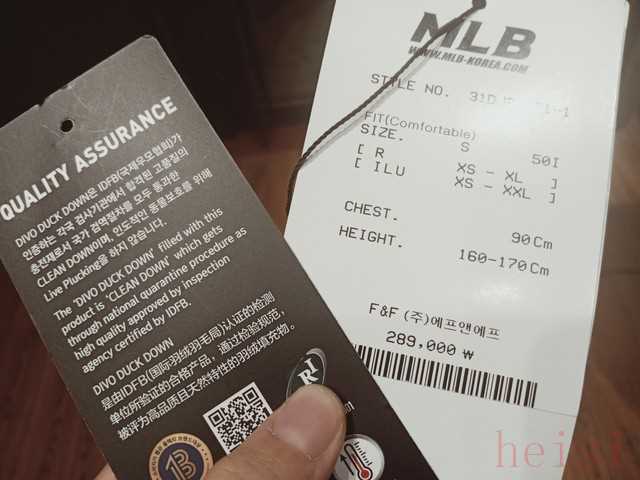 QUALITY ASSURANCE
DIVO DUCK DOWN은 IDFB(국제우모협회)가
인증하는 각국 검사기관에서 합격된 고품질의
충전재로서 국가 검역절차를 모두 통과한
CLEAN DOWN이며, 인도적인 동물보호를 위해
Live Plucking을 하지 않습니다.
The 'DIVO DUCK DOWN' filled with this
product is 'CLEAN DOWN' which gets
through national quarantine procedure as
high quality approved by inspection
agency certified by IDFB.
DIVO DUCK DOWN
是由IDFB(国际羽绒羽毛局)认证的检测
单位所验证的合格产品，通过检验规范，
被评为高品质且天然特性的羽绒填充物。
MLB
WWW.MLB-KOREA.COM
STYLE NO.
FIT(Comfortable)
SIZE. S 50I
[ R XS - XL ]
[ ILU XS - XXL ]
CHEST. 90Cm
HEIGHT. 160-170Cm
F&F (주)에프앤에프
289,000₩